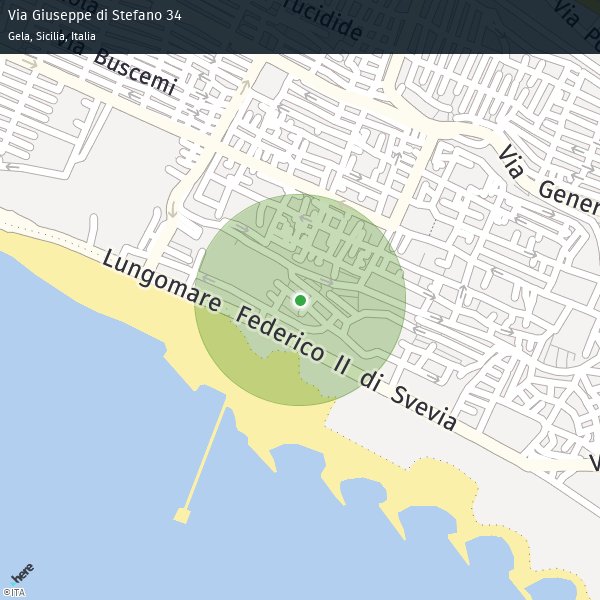 Via Giuseppe di Stefano 34
Gela, Sicilia, Italia
Tucidide
Via Buscemi
Via Gener
Lungomare Federico II di Svevia
here
©ITA